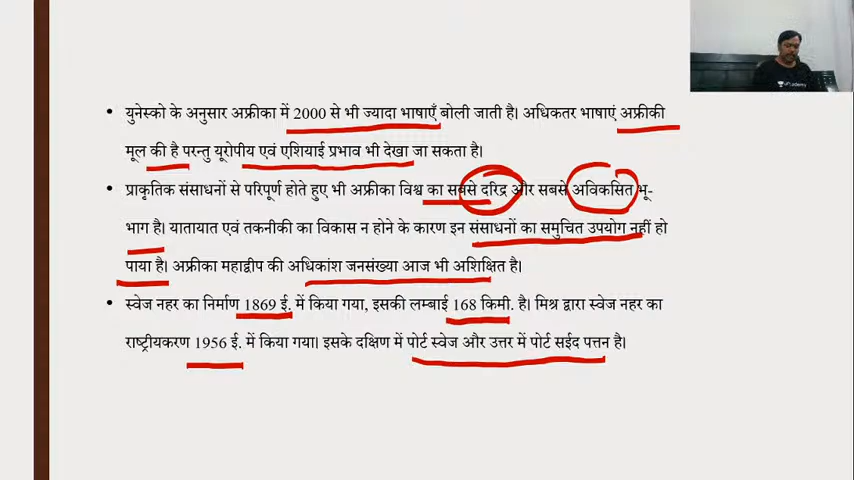 युनेस्को के अनुसार अफ्रीका में 2000 से भी ज्यादा भाषाएँ बोली जाती है। अधिकतर भाषाएं अफ्रीकी
मूल की है परन्तु यूरोपीय एवं एशियाई प्रभाव भी देखा जा सकता है।
प्राकृतिक संसाधनों से परिपूर्ण होते हुए भी अफ्रीका विश्व का सबसे दरिद्र और सबसे अविकसित भू-
भाग है। यातायात एवं तकनीकी का विकास न होने के कारण इन संसाधनों का समुचित उपयोग नहीं हो
पाया है। अफ्रीका महाद्वीप की अधिकांश जनसंख्या आज भी अशिक्षित है।
स्वेज नहर का निर्माण 1869 ई. में किया गया, इसकी लम्बाई 168 किमी. है। मिश्र द्वारा स्वेज नहर का
राष्ट्रीयकरण 1956 ई. में किया गया। इसके दक्षिण में पोर्ट स्वेज और उत्तर में पोर्ट सईद पत्तन है।